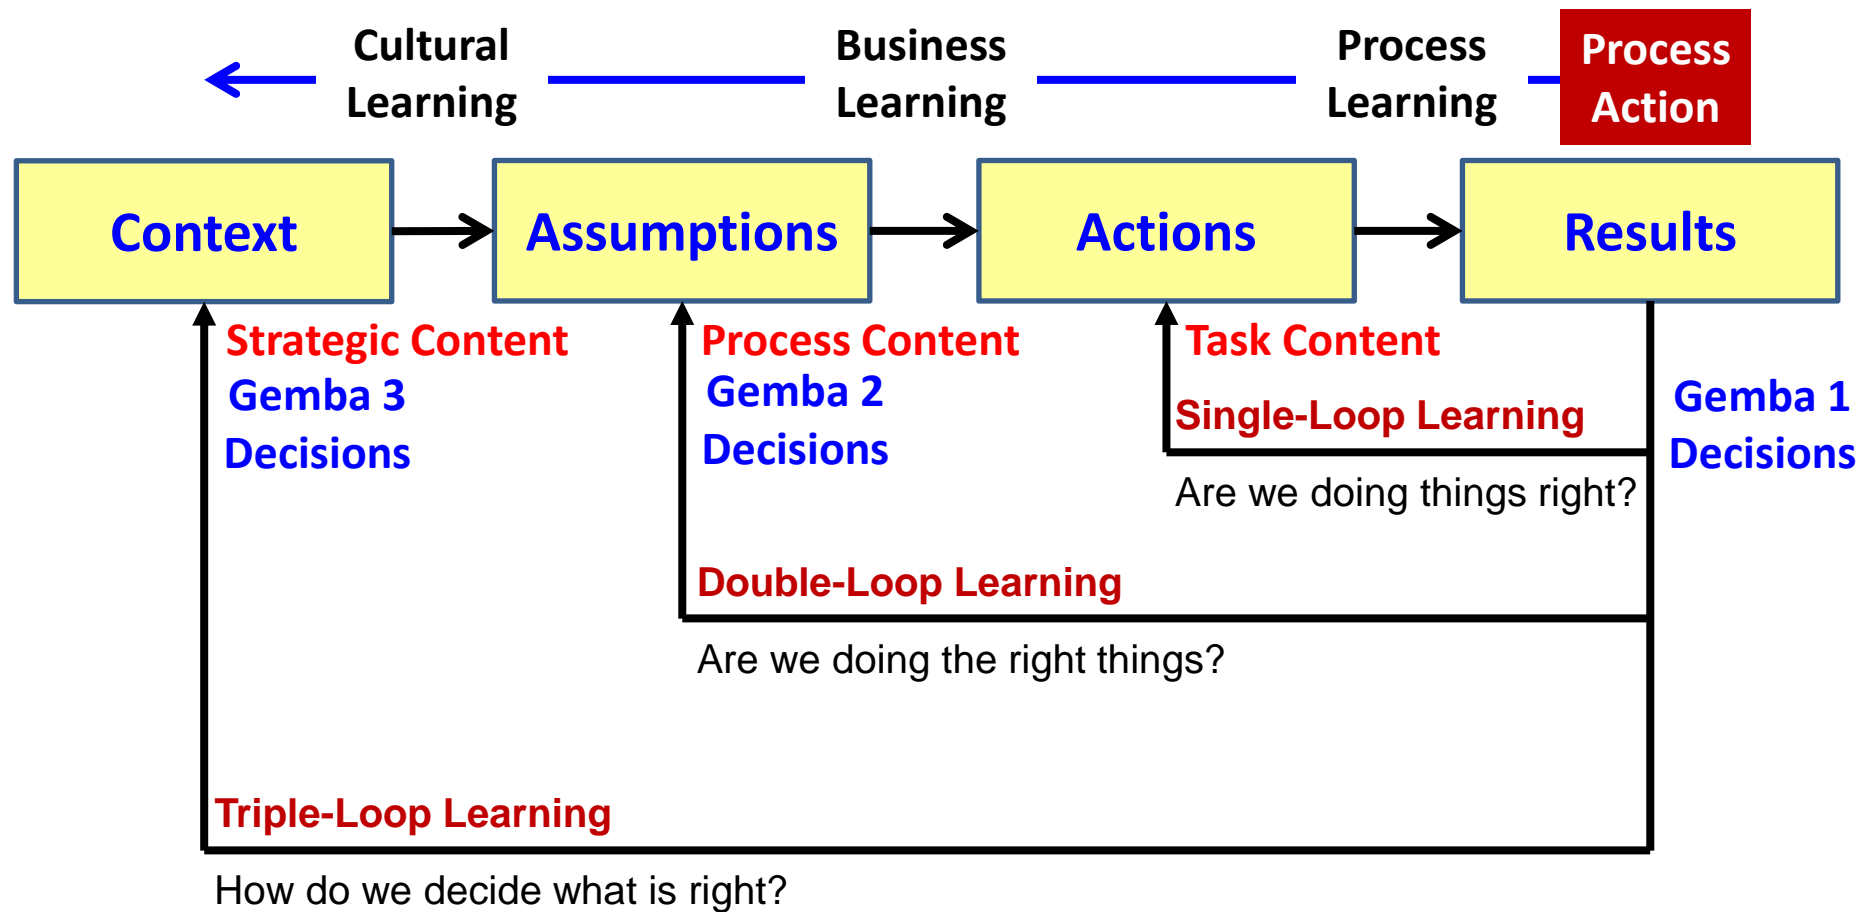 Cultural
Learning
Business
Learning
Process
Learning
Process
Action
Context
Assumptions
Actions
Results
Strategic Content
Gemba 3
Decisions
Process Content
Gemba 2
Decisions
Task Content
Single-Loop Learning
Are we doing things right?
Gemba 1
Decisions
Double-Loop Learning
Are we doing the right things?
Triple-Loop Learning
How do we decide what is right?